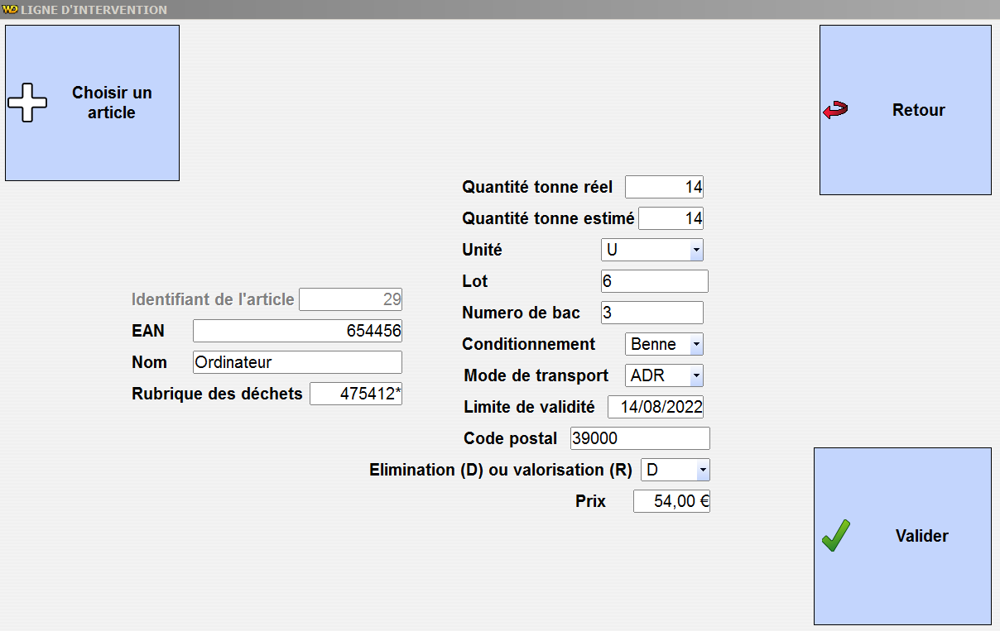 WD LIGNE D'INTERVENTION
Choisir un
article
Retour
Quantité tonne réel 14
Quantité tonne estimé 14
Unité U
Lot 6
Numero de bac 3
Conditionnement Benne
Mode de transport ADR
Limite de validité 14/08/2022
Code postal 39000
Elimination (D) ou valorisation (R) D
Prix 54,00 €
Identifiant de l'article 29
EAN 654456
Nom Ordinateur
Rubrique des déchets 475412*
Valider